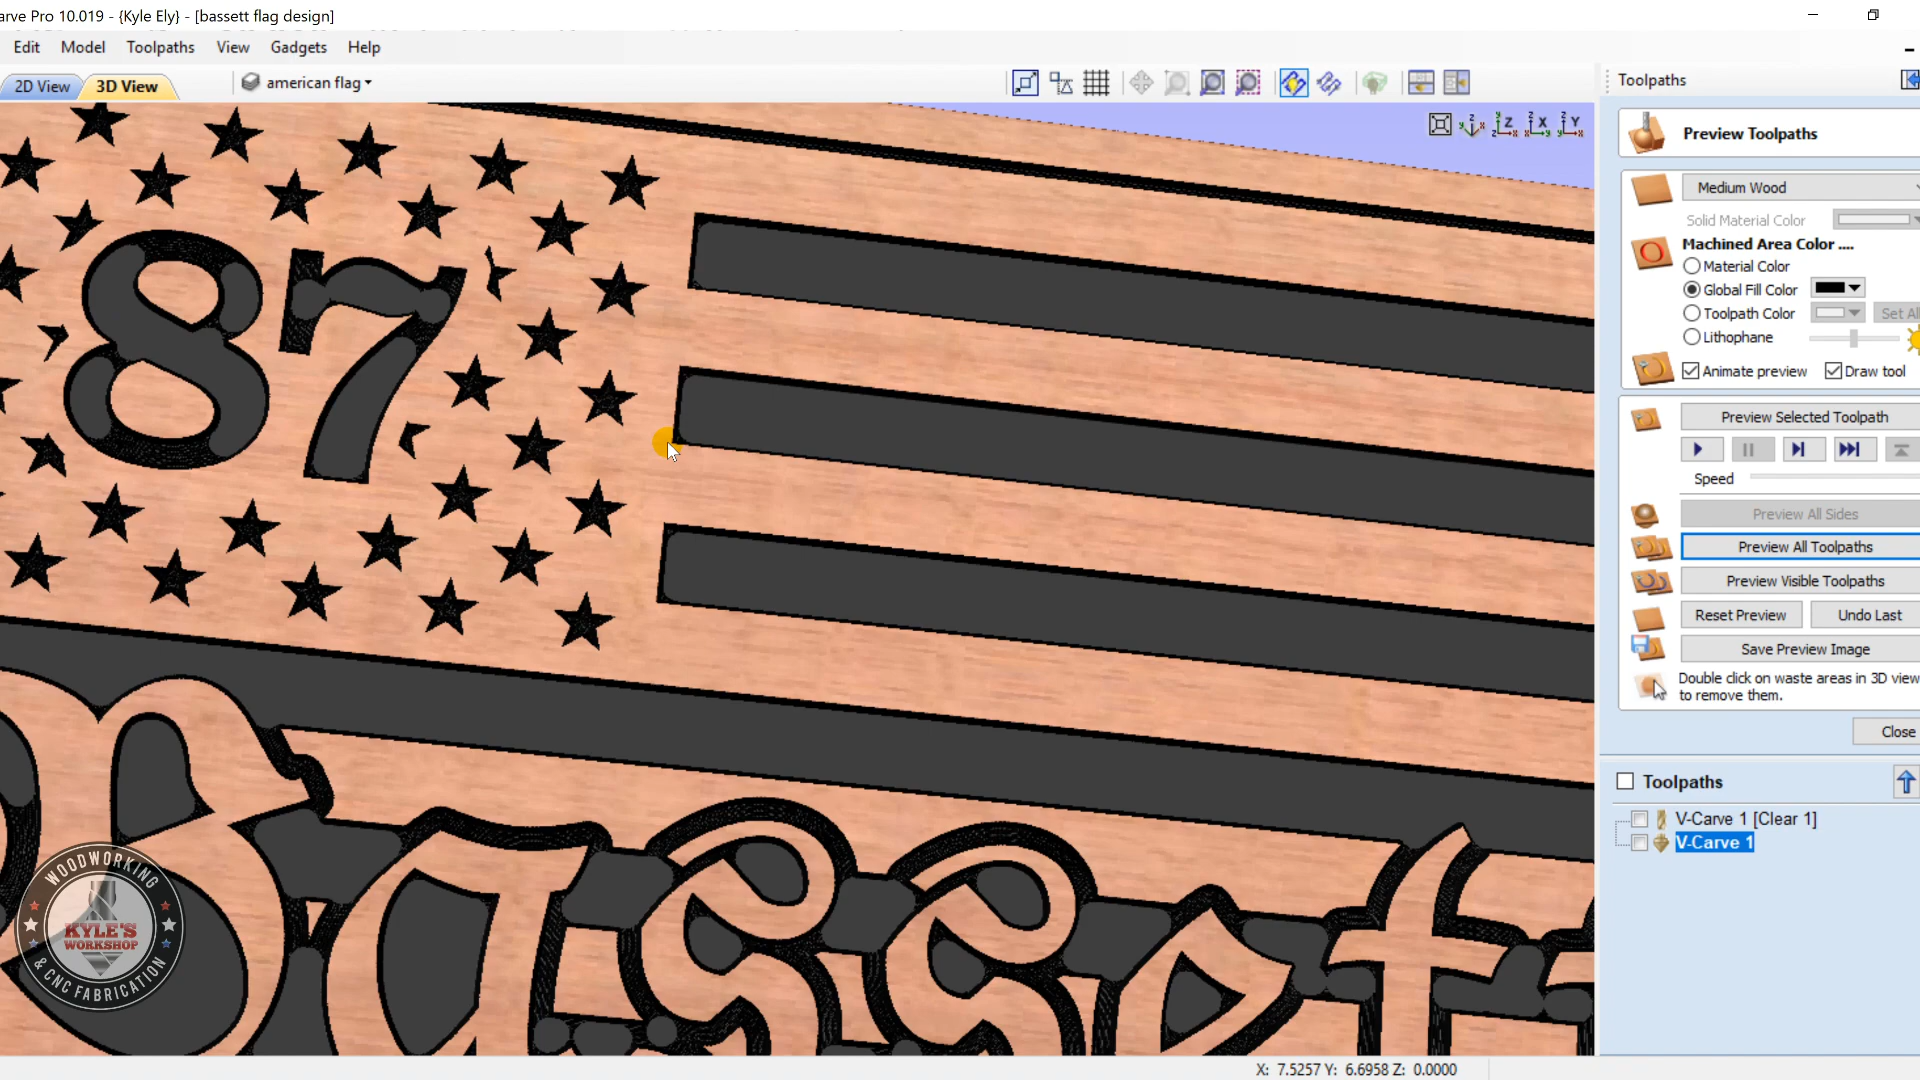 arve Pro 10.019 - {Kyle Ely} - [bassett flag design]
Edit Model Toolpaths View Gadgets Help
2D View 3D View american flag
Toolpaths
Preview Toolpaths
Medium Wood
Solid Material Color
Machined Area Color ....
Material Color
Global Fill Color
Toolpath Color Set Al
Lithophane
Animate preview Draw tool
Preview Selected Toolpath
Speed
Preview All Sides
Preview All Toolpaths
Preview Visible Toolpaths
Reset Preview Undo Last
Save Preview Image
Double click on waste areas in 3D view
to remove them.
Close
Toolpaths
V-Carve 1 [Clear 1]
V-Carve 1
87
Bassett
WOODWORKING
KYLE'S
WORKSHOP
& CNC FABRICATION
X: 7.5257 Y: 6.6958 Z: 0.0000